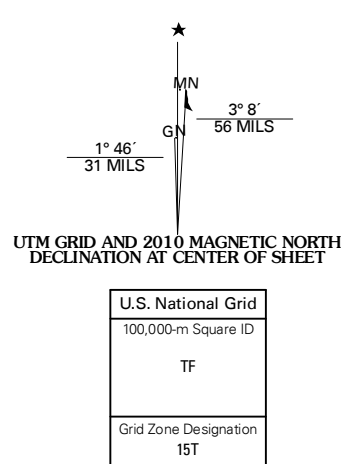 ★
MN
GN
3° 8´
56 MILS
1° 46´
31 MILS
UTM GRID AND 2010 MAGNETIC NORTH
DECLINATION AT CENTER OF SHEET
U.S. National Grid
100,000-m Square ID
TF
Grid Zone Designation
15T